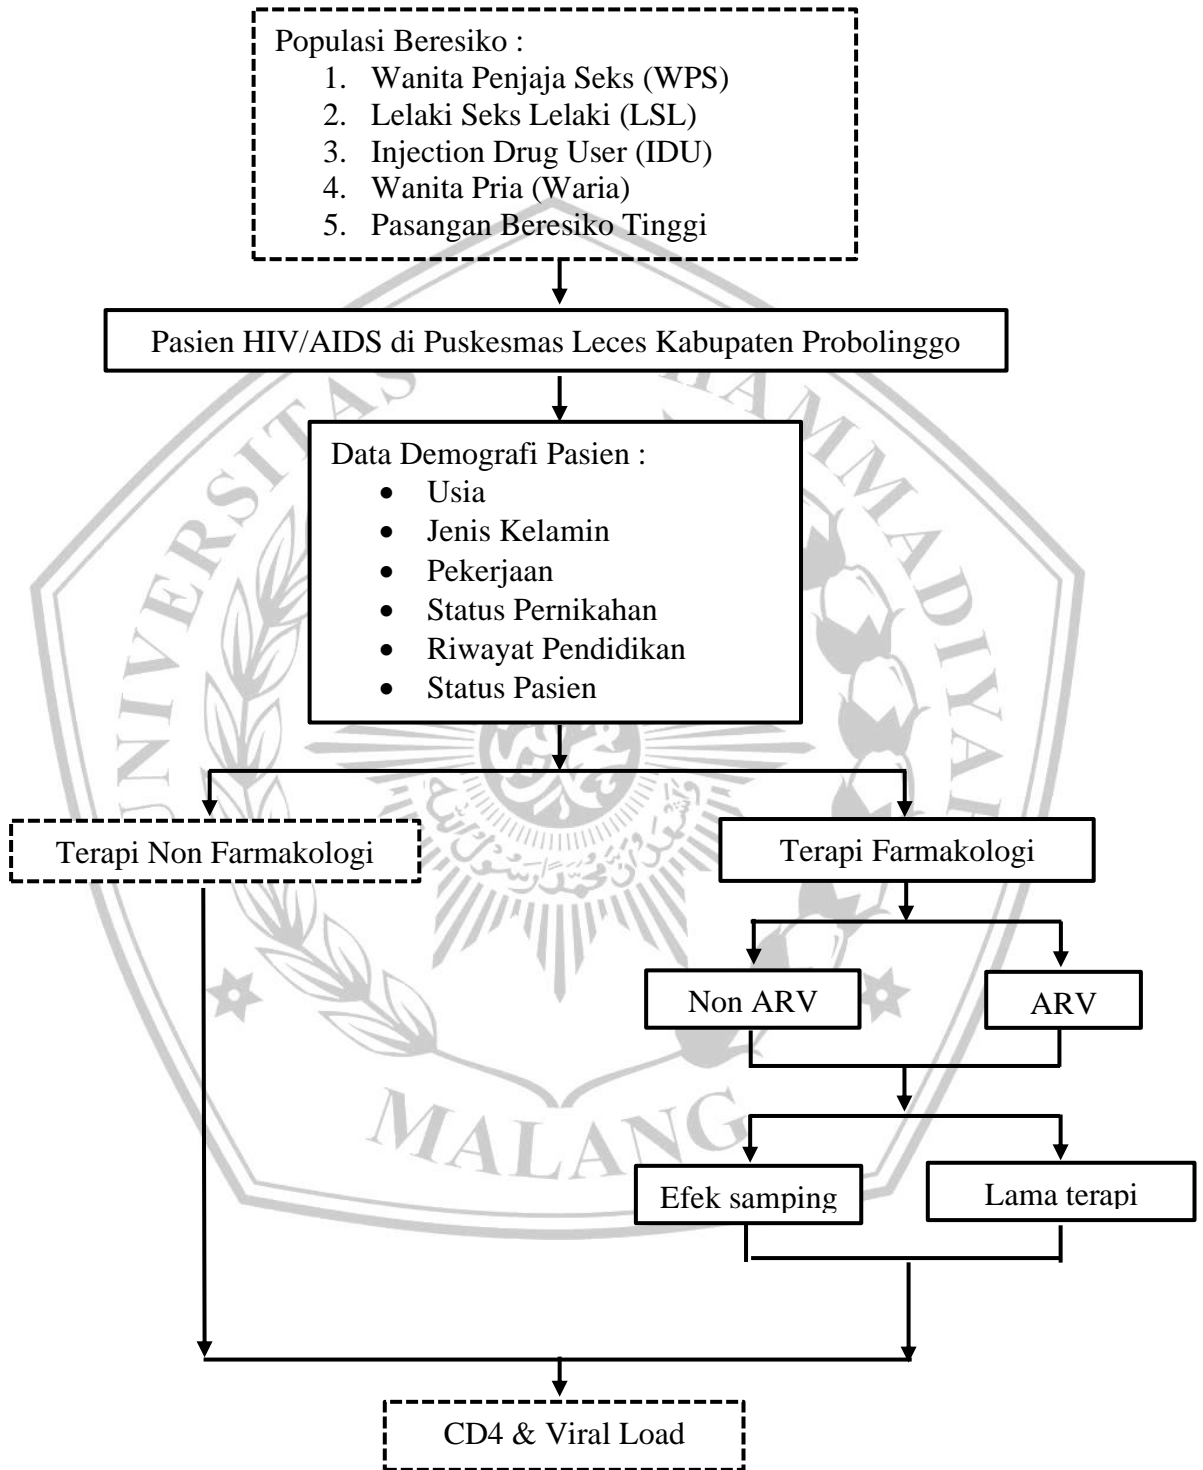 Populasi Beresiko :
1. Wanita Penjaja Seks (WPS)
2. Lelaki Seks Lelaki (LSL)
3. Injection Drug User (IDU)
4. Wanita Pria (Waria)
5. Pasangan Beresiko Tinggi
Pasien HIV/AIDS di Puskesmas Leces Kabupaten Probolinggo
Data Demografi Pasien :
• Usia
• Jenis Kelamin
• Pekerjaan
• Status Pernikahan
• Riwayat Pendidikan
• Status Pasien
Terapi Non Farmakologi
Terapi Farmakologi
Non ARV
ARV
Efek samping
Lama terapi
CD4 & Viral Load
UNIVERSITAS
MALANG